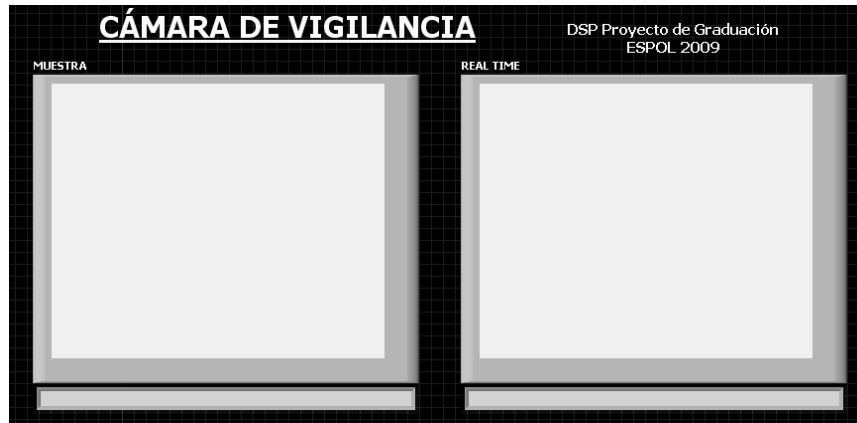 CÁMARA DE VIGILANCIA
DSP Proyecto de Graduación
ESPOL 2009
MUESTRA
REAL TIME